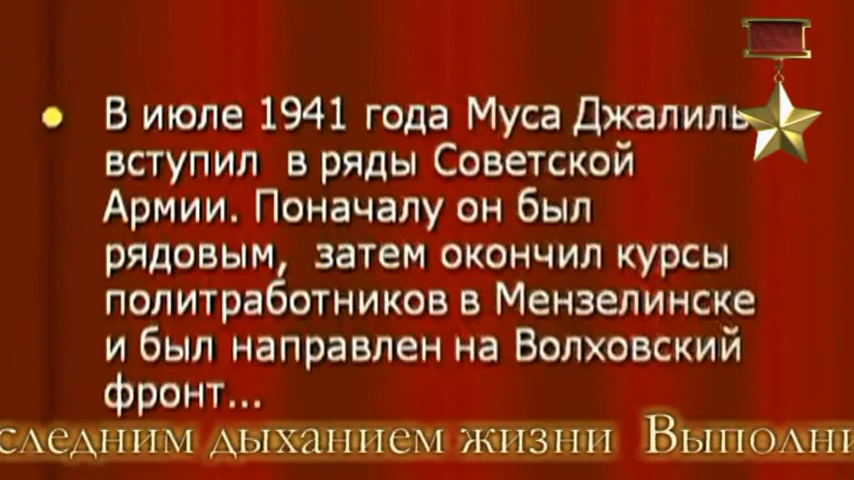 В июле 1941 года Муса Джалиль
вступил в ряды Советской
Армии. Поначалу он был
рядовым, затем окончил курсы
политработников в Мензелинске
и был направлен на Волховский
фронт...
следним дыханием жизни Выполни